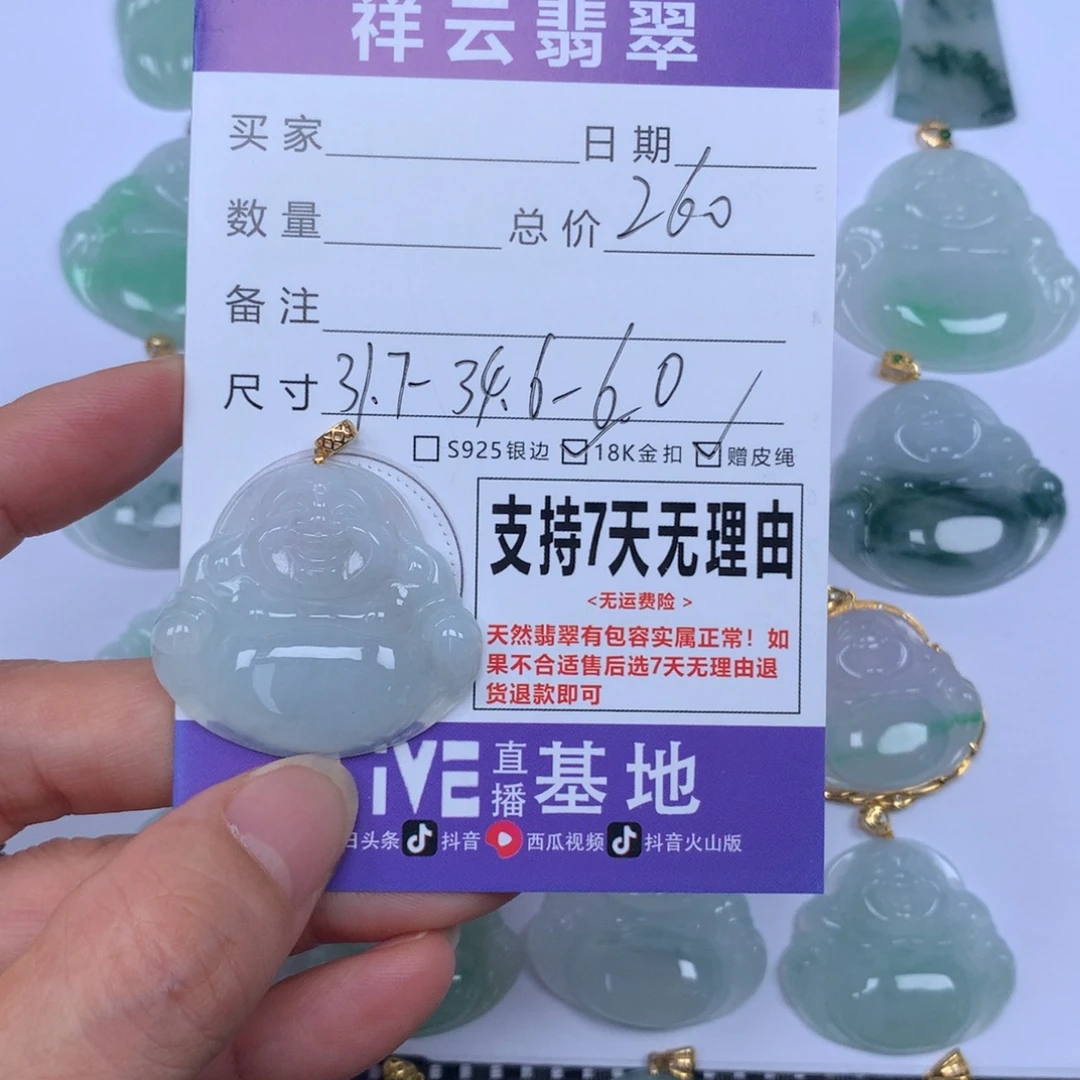 祥云翡翠
买家 日期
数量 总价 260
备注
尺寸 31.7-34.6-6.0
S925银边 18K金扣 赠皮绳
支持7天无理由
<无运费险>
天然翡翠有包容实属正常！如
果不合适售后选7天无理由退
货退款即可
iVE直播基地
日头条 抖音 西瓜视频 抖音火山版